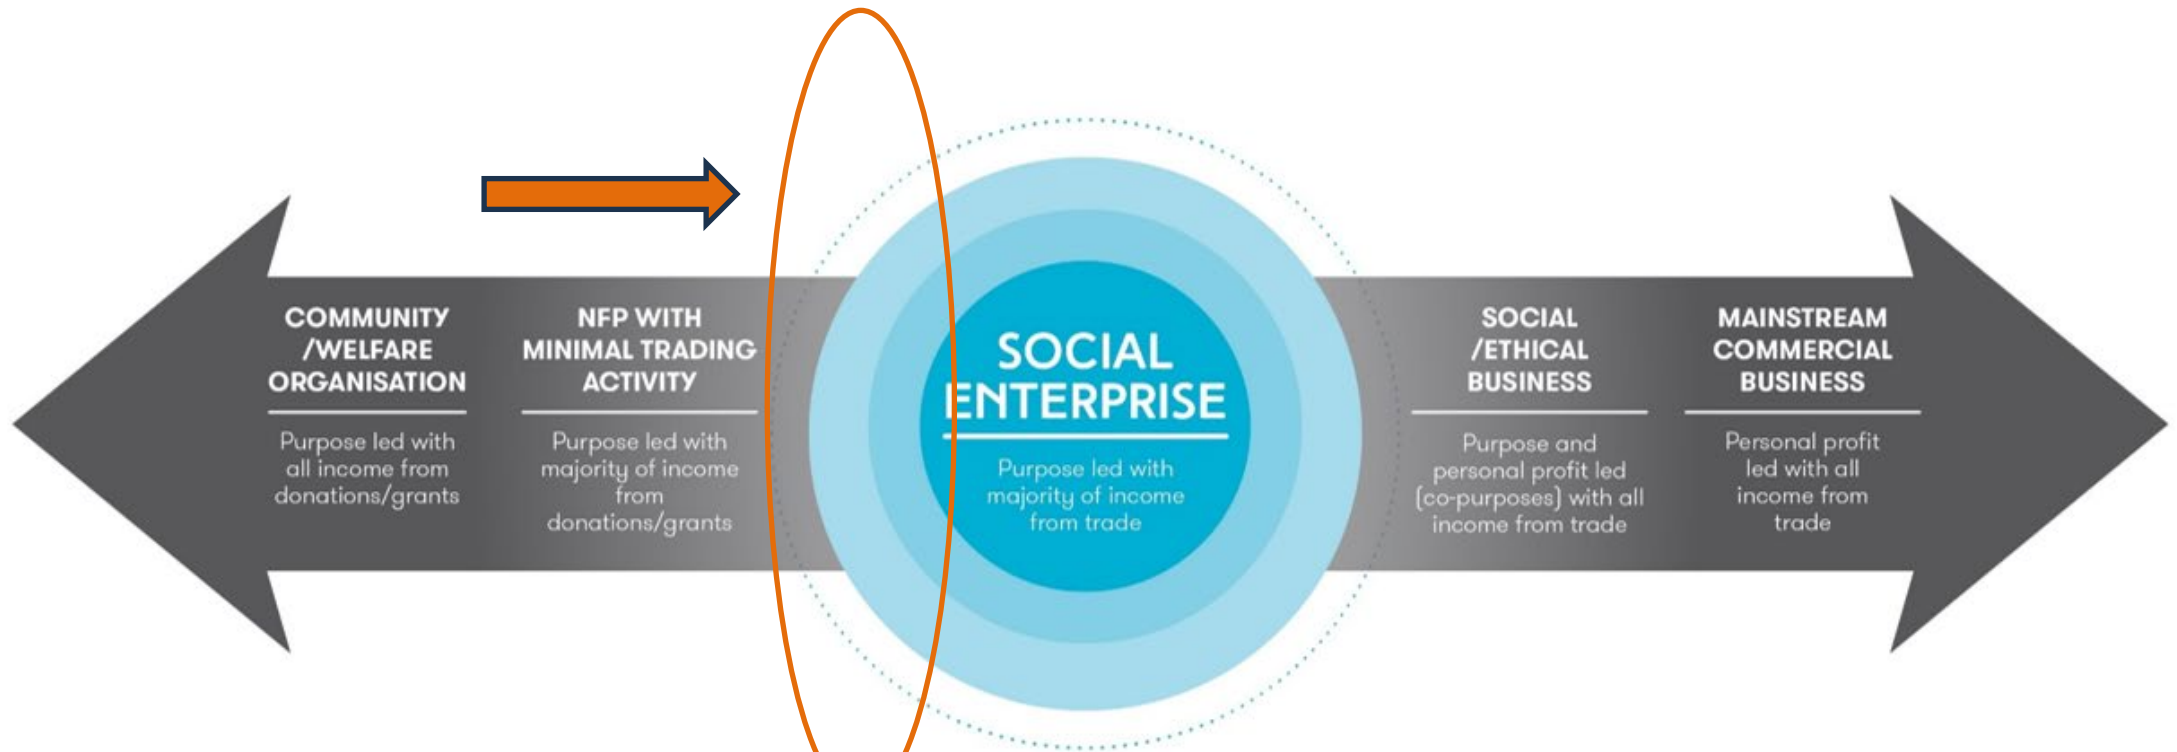 COMMUNITY
/WELFARE
ORGANISATION
Purpose led with
all income from
donations/grants
NFP WITH
MINIMAL TRADING
ACTIVITY
Purpose led with
majority of income
from
donations/grants
SOCIAL
ENTERPRISE
Purpose led with
majority of income
from trade
SOCIAL
/ETHICAL
BUSINESS
Purpose and
personal profit led
(co-purposes) with all
income from trade
MAINSTREAM
COMMERCIAL
BUSINESS
Personal profit
led with all
income from
trade